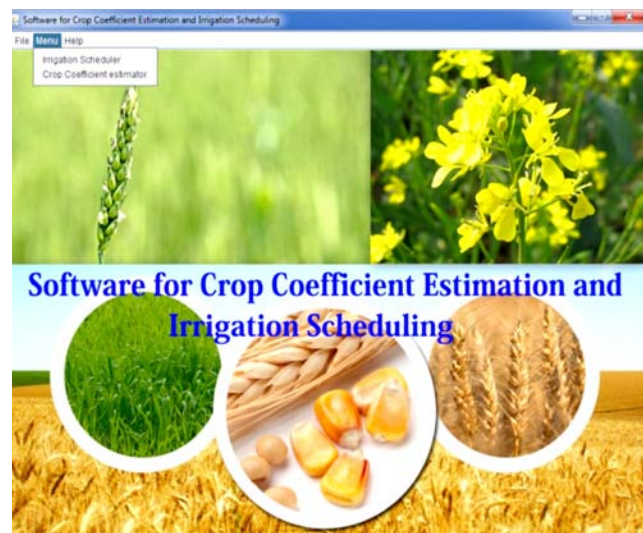 Software for Crop Coefficient Estimation and Irrigation Scheduling
File Menu Help
Irrigation Scheduler
Crop Coefficient estimator
Software for Crop Coefficient Estimation and
Irrigation Scheduling